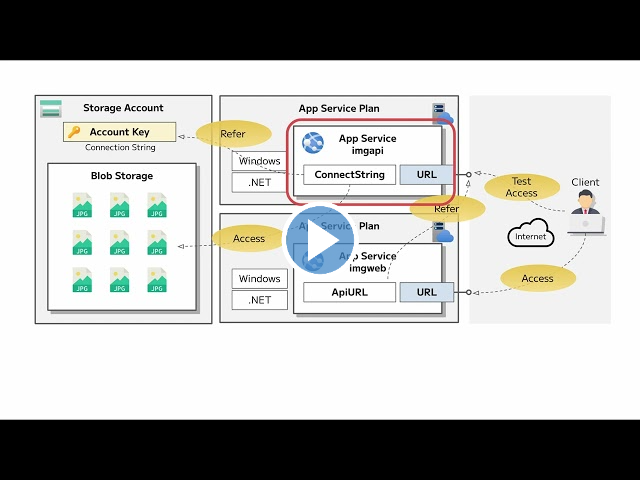 Storage Account
Account Key
Connection String
Blob Storage
JPG
JPG
JPG
JPG
JPG
JPG
JPG
JPG
JPG
Refer
Access
App Service Plan
App Service
imgapi
Windows
.NET
ConnectString
URL
Refer
App Service Plan
App Service
imgweb
Windows
.NET
ApiURL
URL
Test
Access
Client
Internet
Access